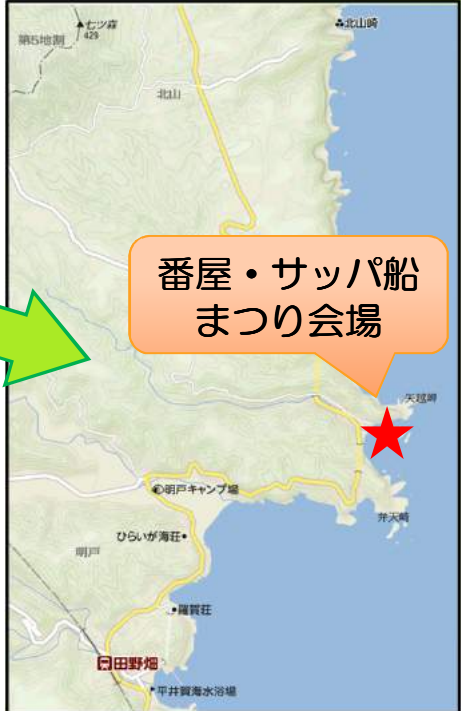 北山崎
七ツ森
429
第5地割
北山
番屋・サッパ船
まつり会場
矢越岬
明戸キャンプ場
弁天崎
ひらいが海荘
明戸
羅賀荘
田野畑
平井賀海水浴場